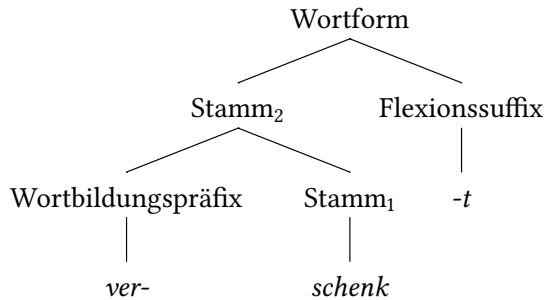 Wortform
Stamm₂ Flexionssuffix
Wortbildungspräfix Stamm₁ -t
ver- schenk